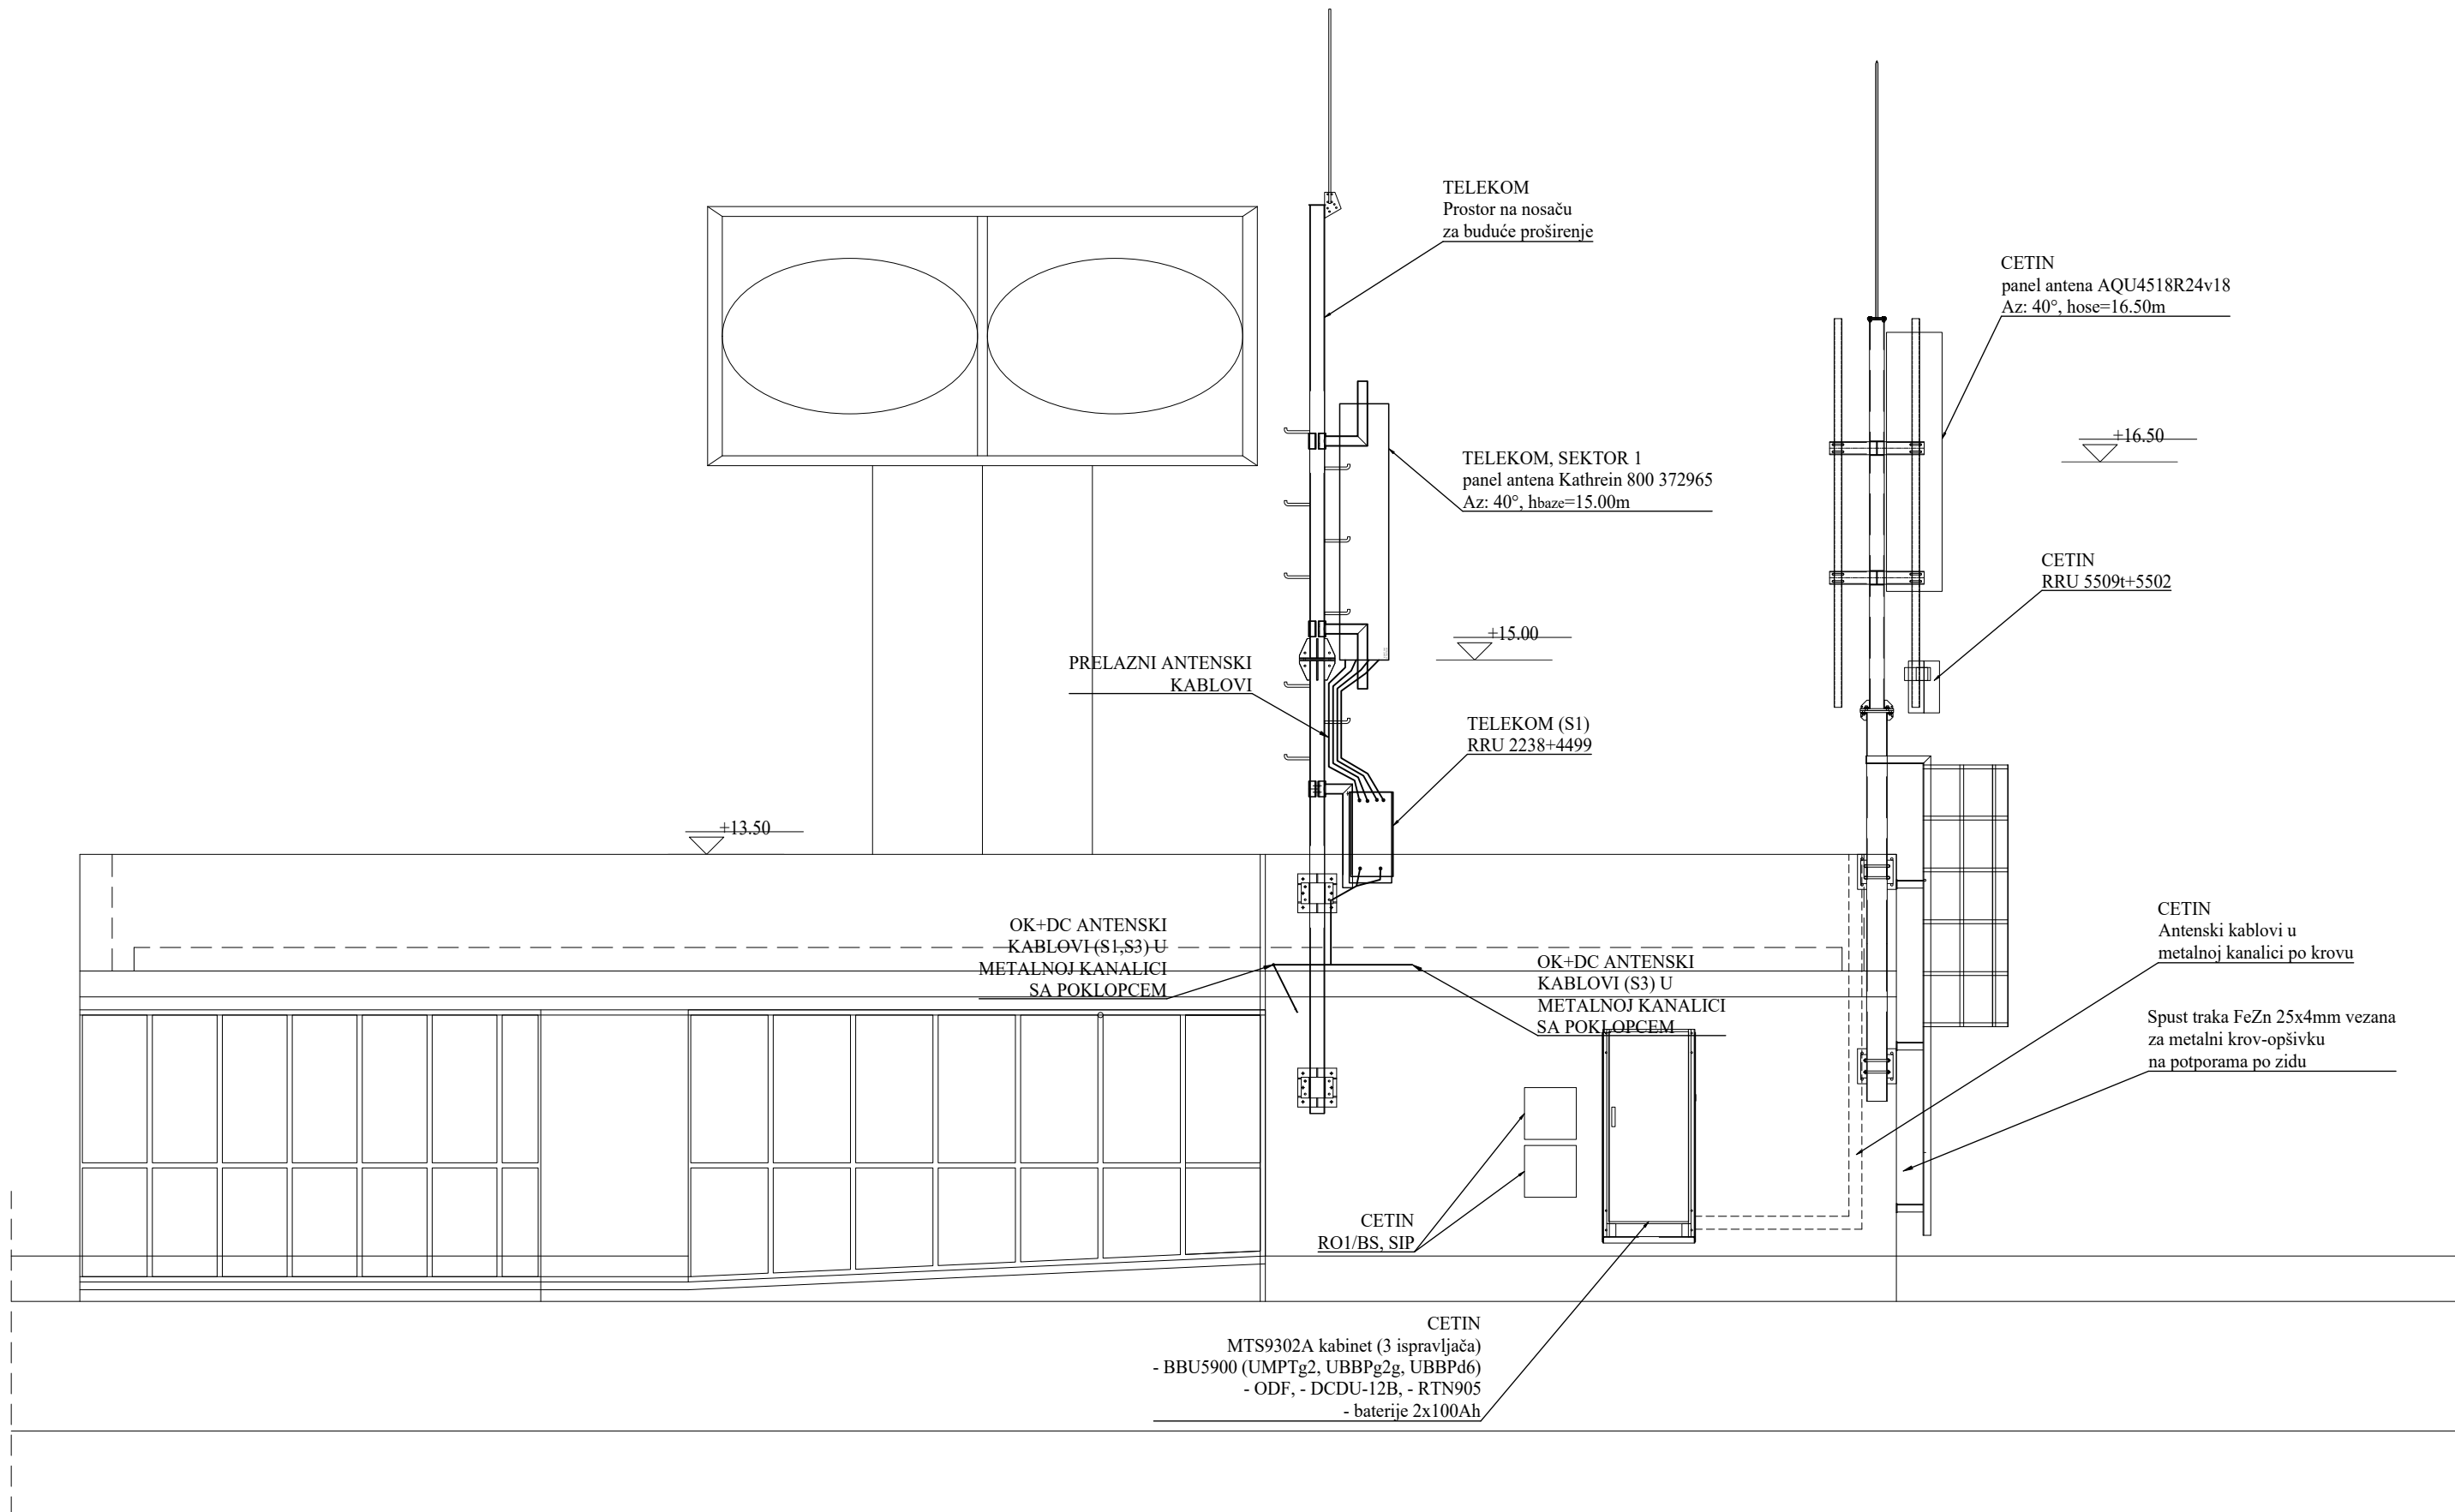 TELEKOM
Prostor na nosaču
za buduće proširenje
CETIN
panel antena AQU4518R24v18
Az: 40°, hose=16.50m
+16.50
TELEKOM, SEKTOR 1
panel antena Kathrein 800 372965
Az: 40°, hbaze=15.00m
CETIN
RRU 5509t+5502
+15.00
PRELAZNI ANTENSKI
KABLOVI
TELEKOM (S1)
RRU 2238+4499
+13.50
OK+DC ANTENSKI
KABLOVI (S1,S3) U
METALNOJ KANALICI
SA POKLOPCEM
OK+DC ANTENSKI
KABLOVI (S3) U
METALNOJ KANALICI
SA POKLOPCEM
CETIN
Antenski kablovi u
metalnoj kanalici po krovu
Spust traka FeZn 25x4mm vezana
za metalni krov-opšivku
na potporama po zidu
CETIN
RO1/BS, SIP
CETIN
MTS9302A kabinet (3 ispravljača)
- BBU5900 (UMPTg2, UBBPg2g, UBBPd6)
- ODF, - DCDU-12B, - RTN905
- baterije 2x100Ah